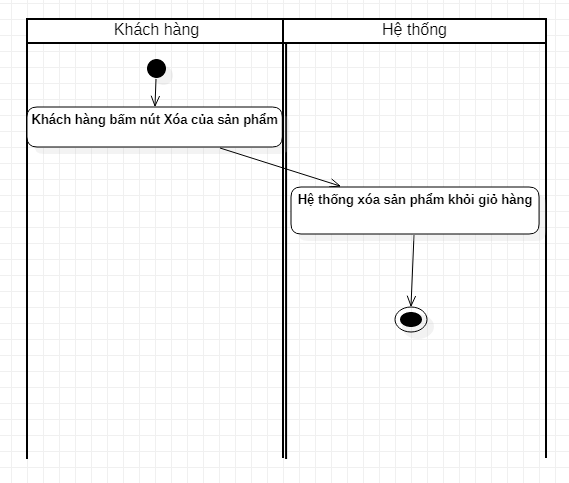 Khách hàng
Hệ thống
Khách hàng bấm nút Xóa của sản phẩm
Hệ thống xóa sản phẩm khỏi giỏ hàng